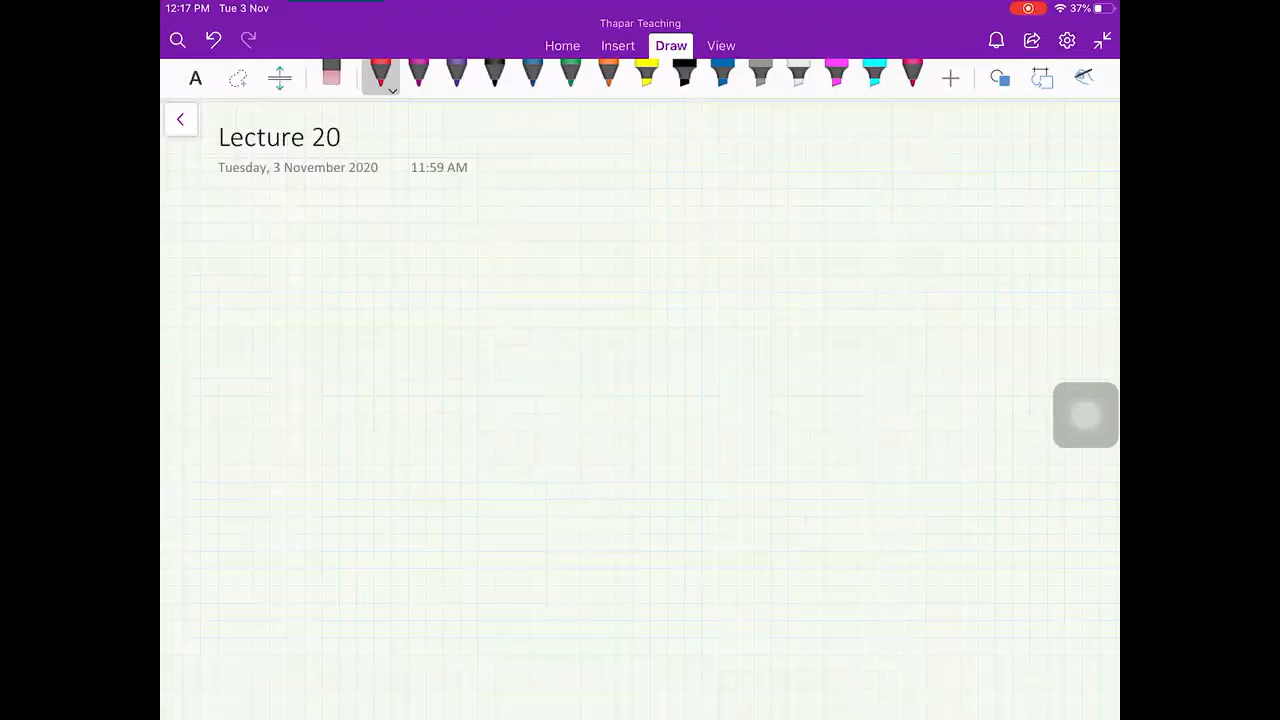 12:17 PM Tue 3 Nov
37%
Thapar Teaching
Home Insert Draw View
A
Lecture 20
Tuesday, 3 November 2020 11:59 AM